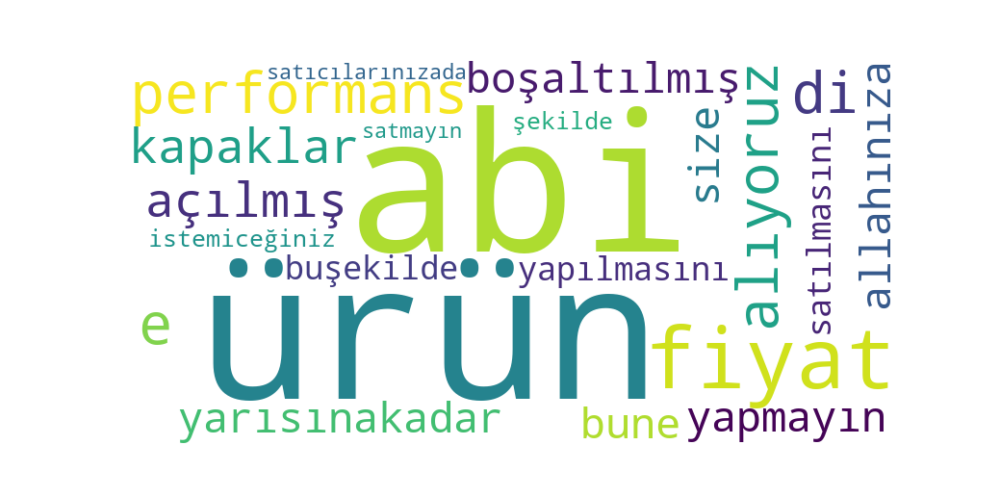 satıcılarınızada
performans
boşaltılmış
di
allahınıza
alıyoruz
size
şekilde
satmayın
kapaklar
abi
satılmasını
açılmış
istemiceğiniz
buşekilde
yapılmasını
ürün
e
fiyat
yarısınakadar
bune
yapmayın